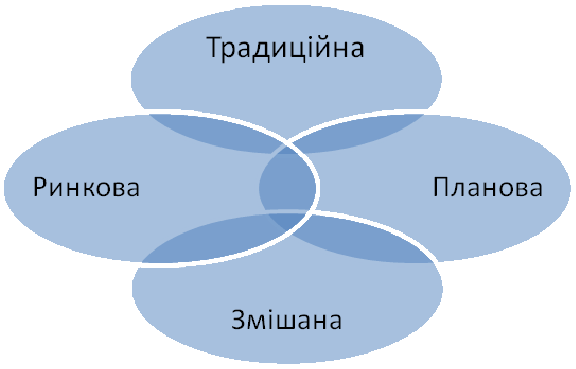 Традиційна
Ринкова
Планова
Змішана